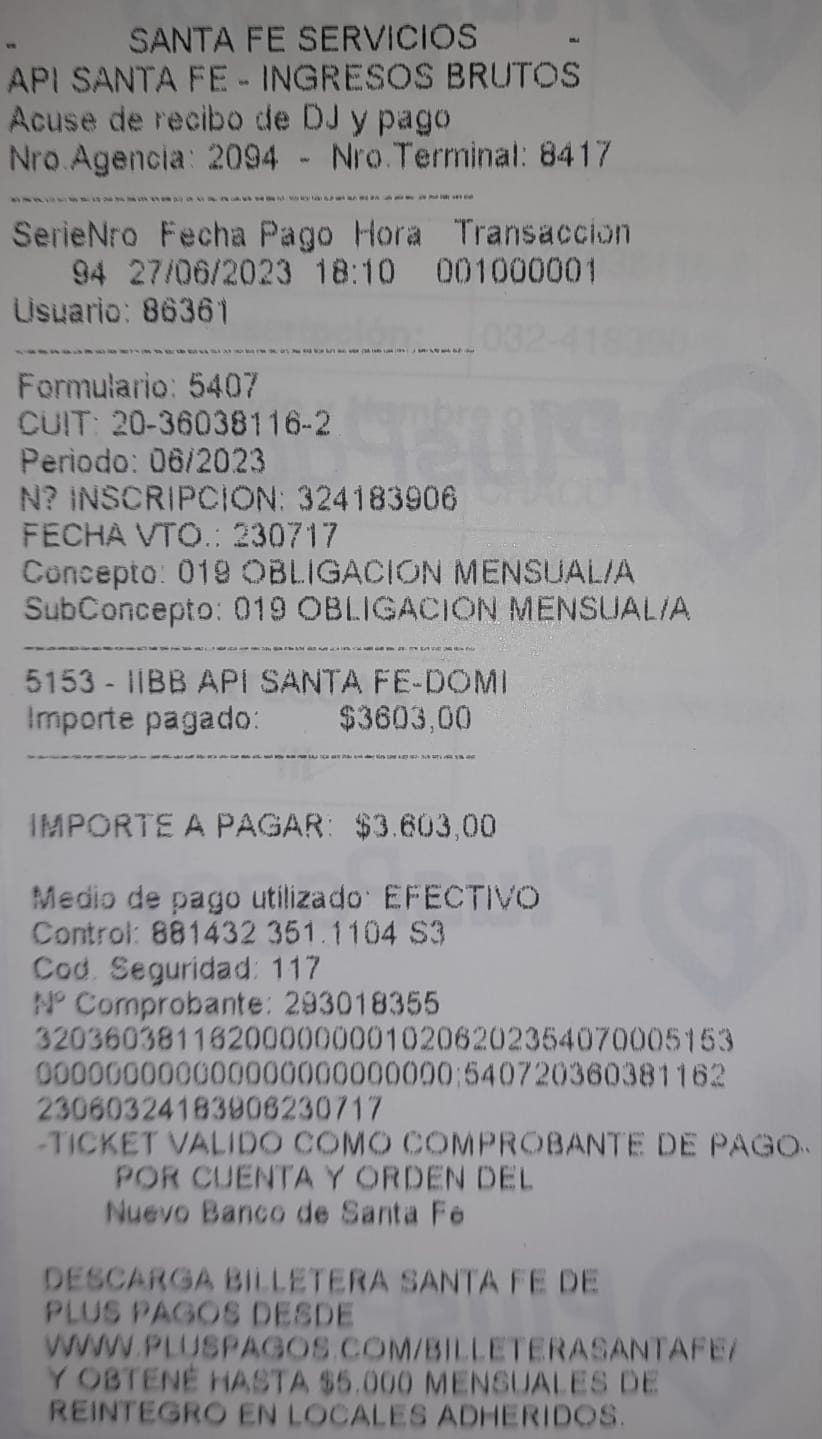 - SANTA FE SERVICIOS -
API SANTA FE - INGRESOS BRUTOS
Acuse de recibo de DJ y pago
Nro.Agencia: 2094 - Nro.Terminal: 8417
SerieNro Fecha Pago Hora Transaccion
94 27/06/2023 18:10 001000001
Usuario: 86361
Formulario: 5407
CUIT: 20-36038116-2
Periodo: 06/2023
N? INSCRIPCION: 324183906
FECHA VTO.: 230717
Concepto: 019 OBLIGACION MENSUAL/A
SubConcepto: 019 OBLIGACION MENSUAL/A
5153 - IIBB API SANTA FE-DOMI
Importe pagado: $3603,00
IMPORTE A PAGAR: $3.603,00
Medio de pago utilizado: EFECTIVO
Control: 881432 351.1104 S3
Cod. Seguridad: 117
Nº Comprobante: 293018355
3203603811620000000010206202354070005153
000000000000000000000000;540720360381162
23060324183906230717
-TICKET VALIDO COMO COMPROBANTE DE PAGO-
POR CUENTA Y ORDEN DEL
Nuevo Banco de Santa Fe
DESCARGA BILLETERA SANTA FE DE
PLUS PAGOS DESDE
WWW.PLUSPAGOS.COM/BILLETERASANTAFE/
Y OBTENÉ HASTA $5.000 MENSUALES DE
REINTEGRO EN LOCALES ADHERIDOS.